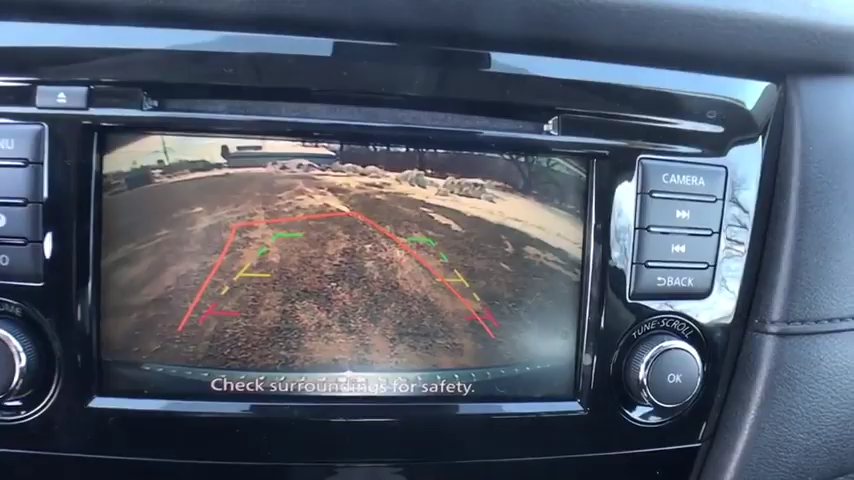 NU
CAMERA
BACK
TUNE·SCROLL
OK
Check surroundings for safety.